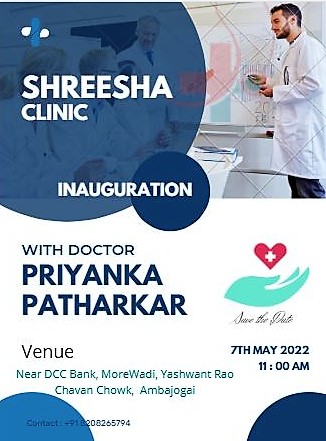 SHREESHA
CLINIC
INAUGURATION
WITH DOCTOR
PRIYANKA
PATHARKAR
Save the Date
Venue
7TH MAY 2022
11 : 00 AM
Near DCC Bank, MoreWadi, Yashwant Rao
Chavan Chowk, Ambajogai
Contact : +918208265794